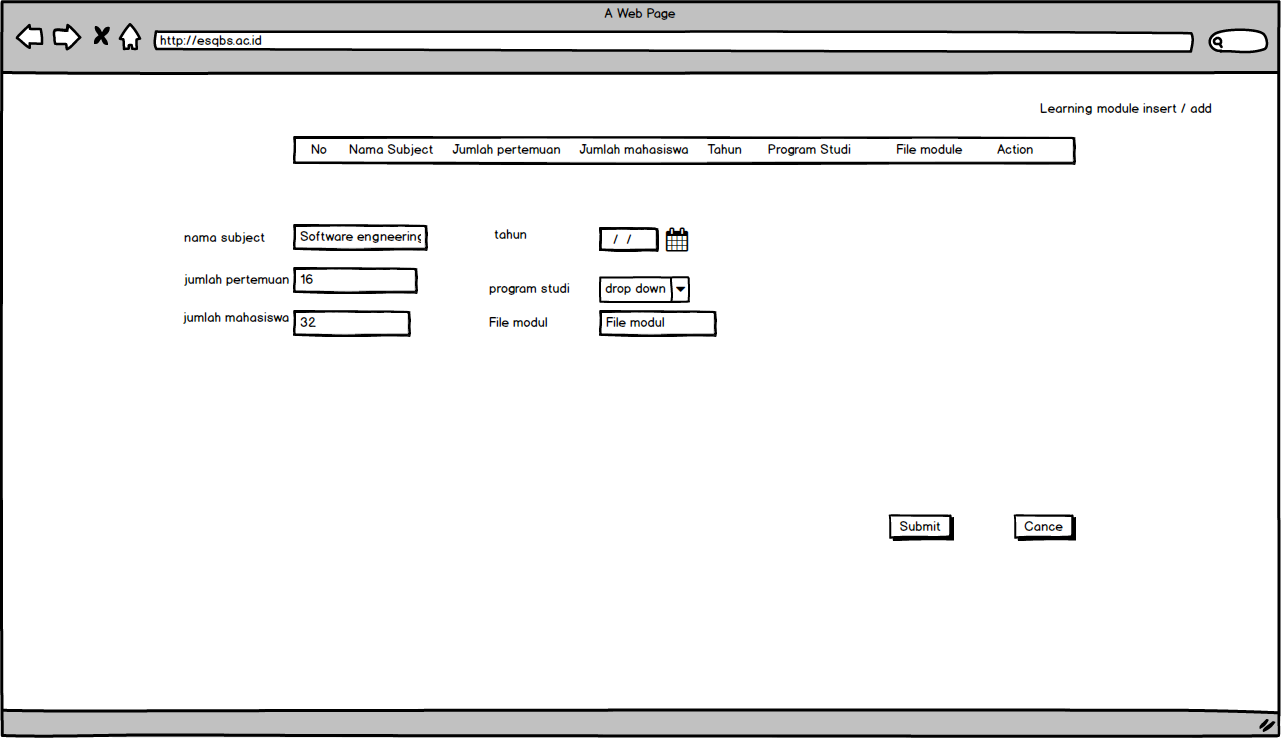 A Web Page
http://esqbs.ac.id
Learning module insert / add
No Nama Subject Jumlah pertemuan Jumlah mahasiswa Tahun Program Studi File module Action
nama subject Software engneering tahun / /
jumlah pertemuan 16 program studi drop down
jumlah mahasiswa 32 File modul File modul
Submit Cance